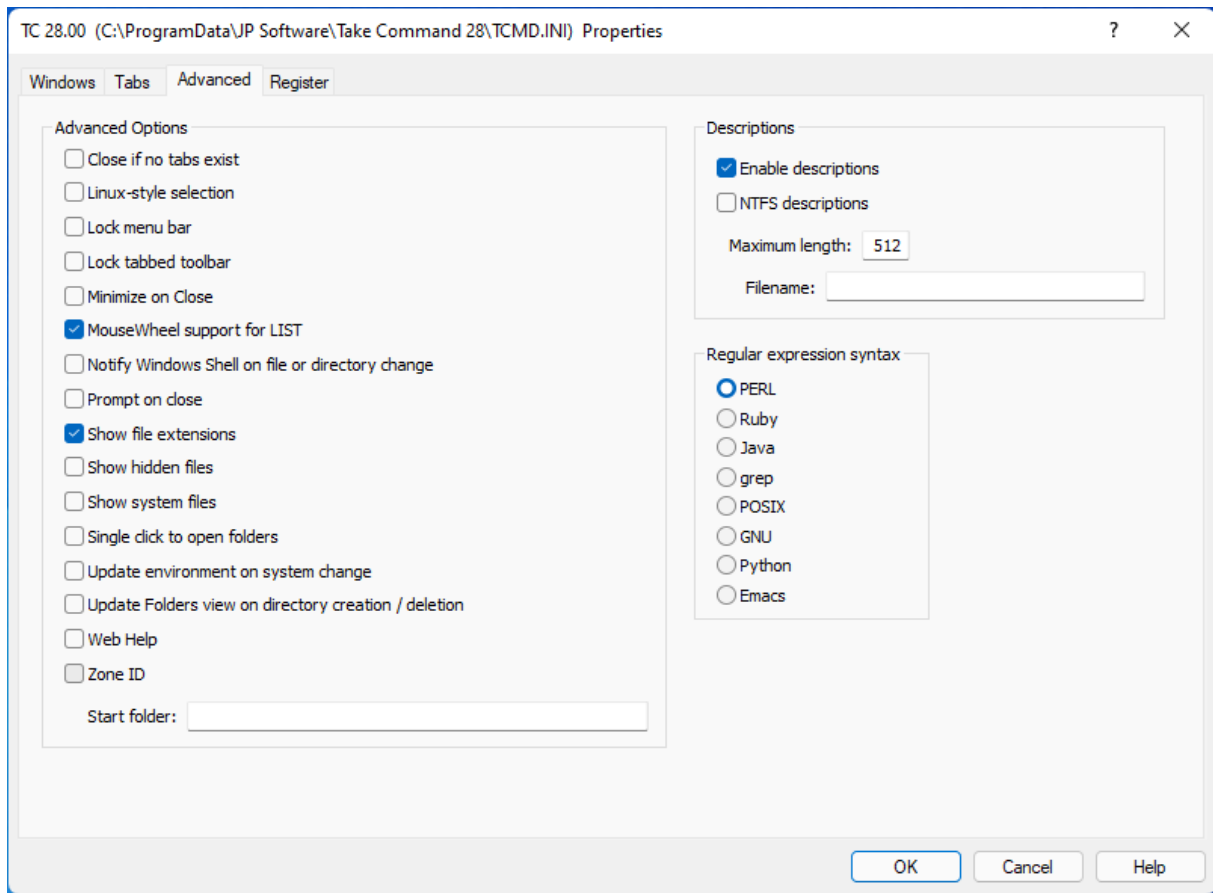 TC 28.00 (C:\ProgramData\JP Software\Take Command 28\TCMD.INI) Properties
?
Windows Tabs Advanced Register
Advanced Options
Close if no tabs exist
Linux-style selection
Lock menu bar
Lock tabbed toolbar
Minimize on Close
MouseWheel support for LIST
Notify Windows Shell on file or directory change
Prompt on close
Show file extensions
Show hidden files
Show system files
Single click to open folders
Update environment on system change
Update Folders view on directory creation / deletion
Web Help
Zone ID
Start folder:
Descriptions
Enable descriptions
NTFS descriptions
Maximum length: 512
Filename:
Regular expression syntax
PERL
Ruby
Java
grep
POSIX
GNU
Python
Emacs
OK Cancel Help